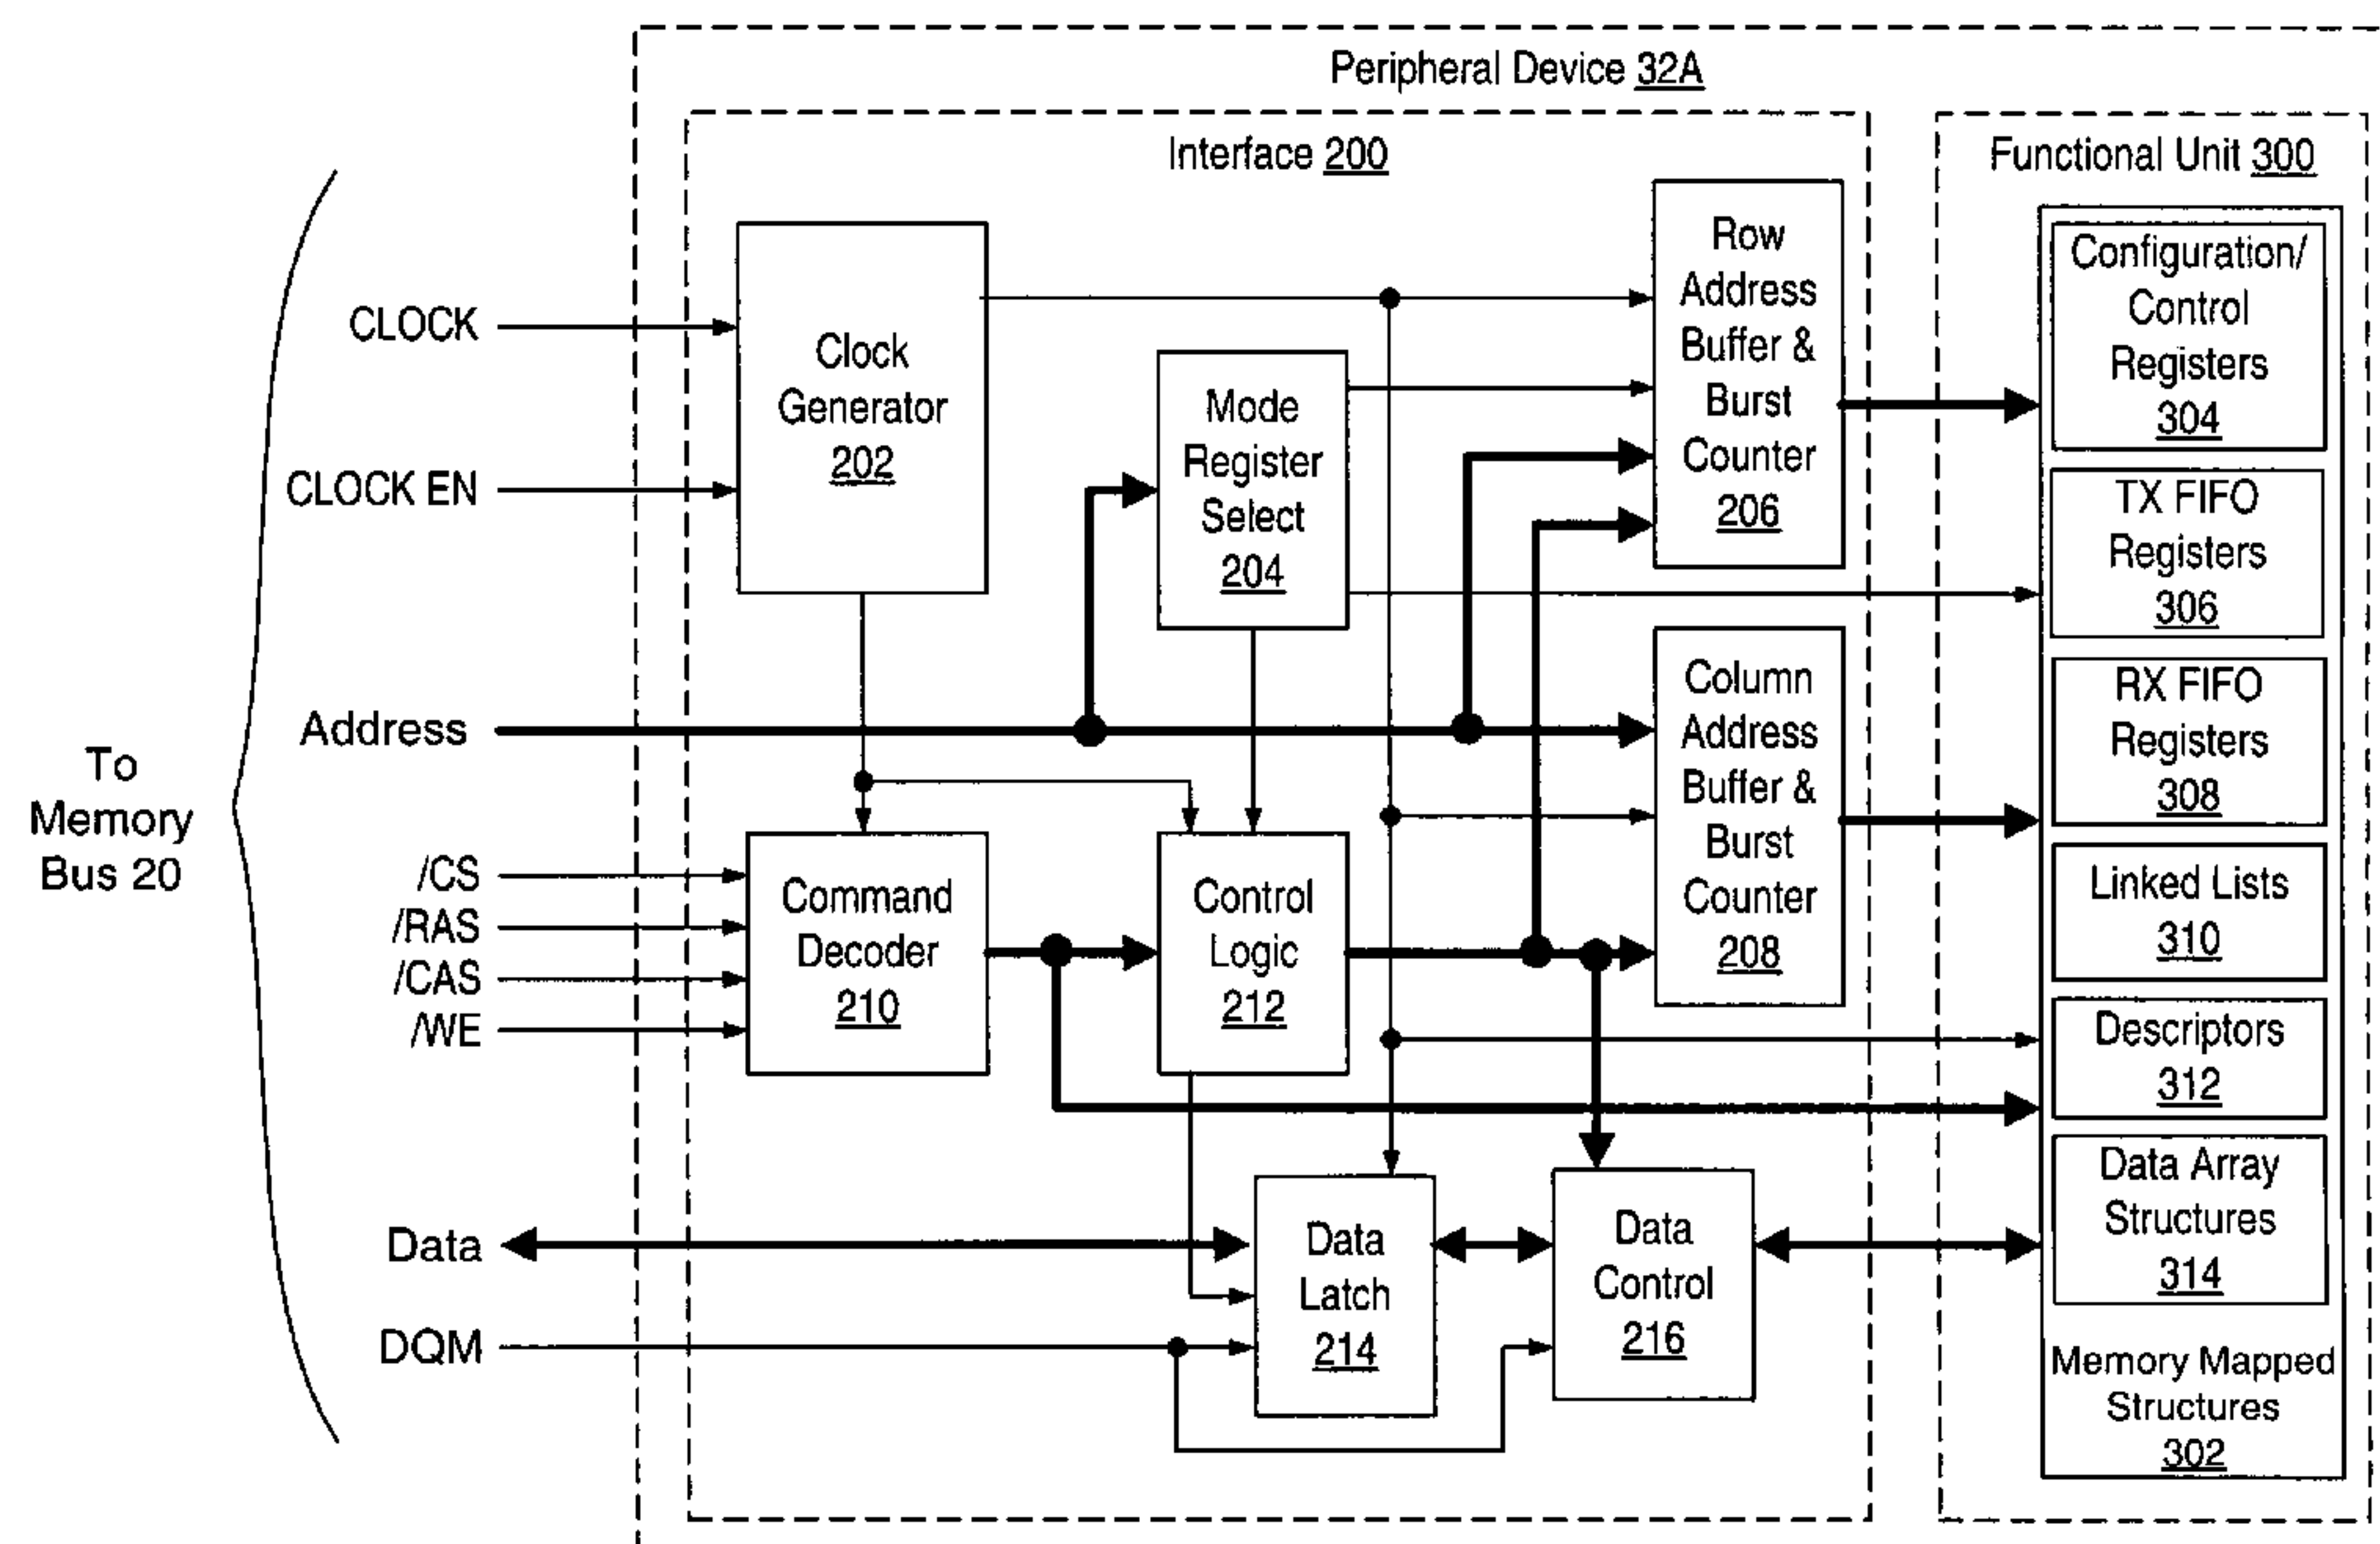 Peripheral Device 32A
Interface 200
Functional Unit 300
To
Memory
Bus 20
CLOCK
CLOCK EN
Address
/CS
/RAS
/CAS
/WE
Data
DQM
Clock
Generator
202
Mode
Register
Select
204
Row
Address
Buffer &
Burst
Counter
206
Column
Address
Buffer &
Burst
Counter
208
Command
Decoder
210
Control
Logic
212
Data
Latch
214
Data
Control
216
Configuration/
Control
Registers
304
TX FIFO
Registers
306
RX FIFO
Registers
308
Linked Lists
310
Descriptors
312
Data Array
Structures
314
Memory Mapped
Structures
302